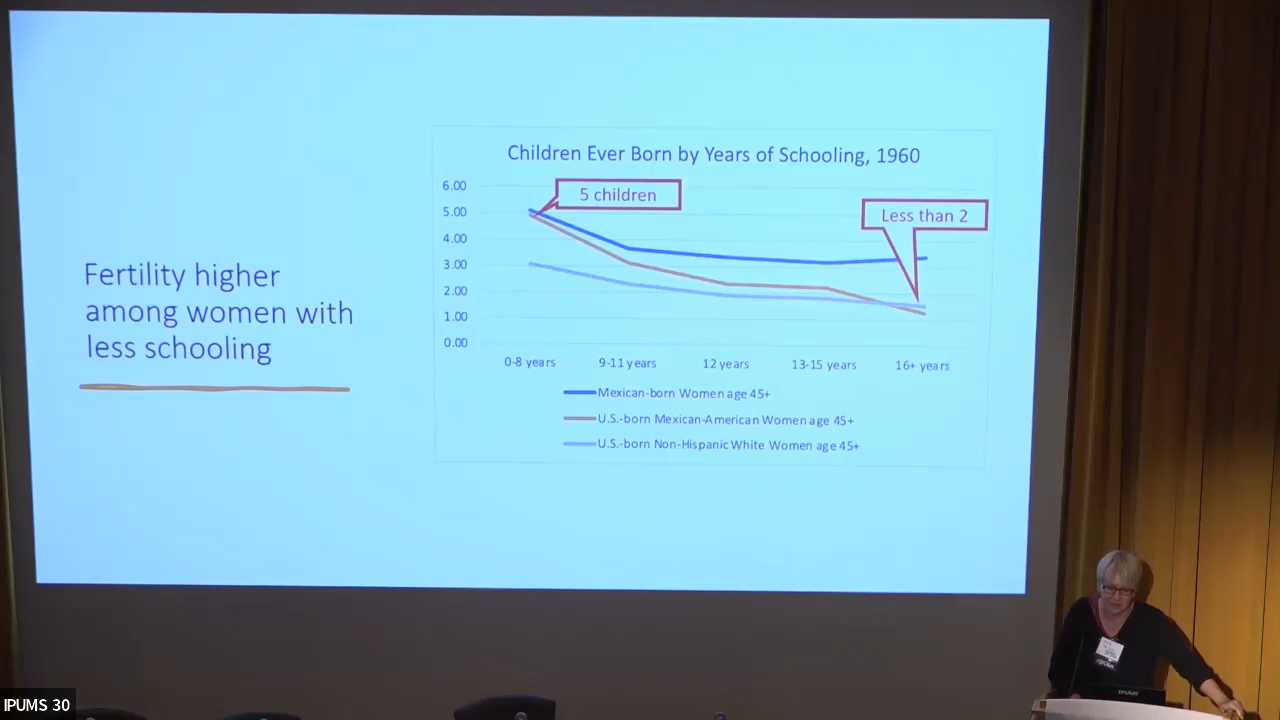 Fertility higher
among women with
less schooling
Children Ever Born by Years of Schooling, 1960
6.00
5.00
4.00
3.00
2.00
1.00
0.00
5 children
Less than 2
0-8 years
9-11 years
12 years
13-15 years
16+ years
Mexican-born Women age 45+
U.S.-born Mexican-American Women age 45+
U.S.-born Non-Hispanic White Women age 45+
IPUMS
IPUMS 30